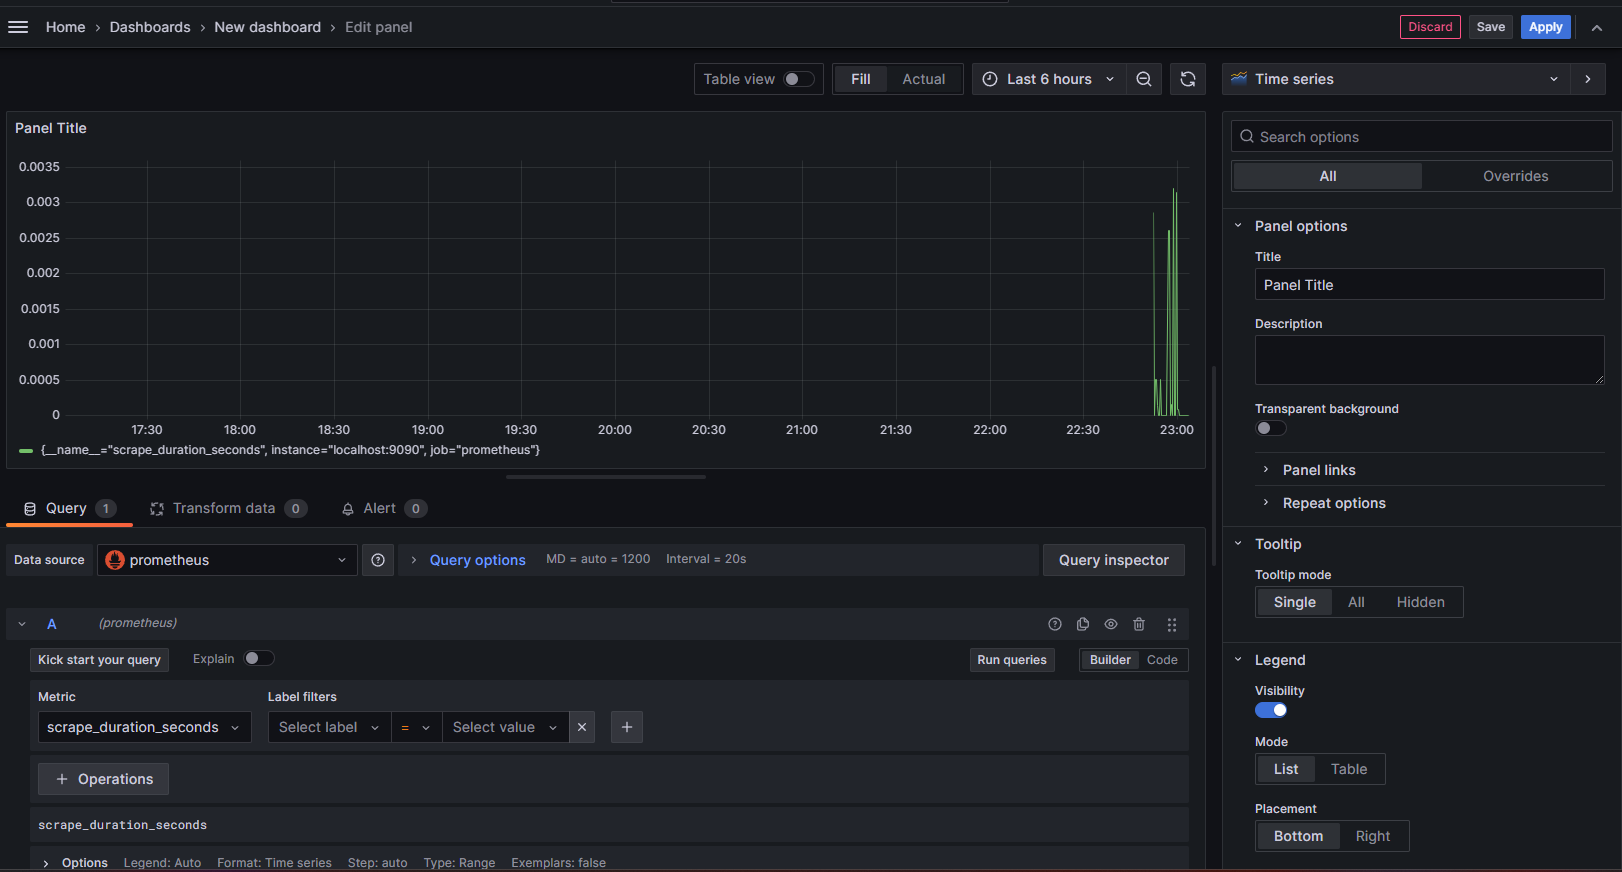 Home › Dashboards › New dashboard › Edit panel
Discard Save Apply
Table view Fill Actual Last 6 hours
Time series
Panel Title
0.0035
0.003
0.0025
0.002
0.0015
0.001
0.0005
0
17:30 18:00 18:30 19:00 19:30 20:00 20:30 21:00 21:30 22:00 22:30 23:00
{__name__="scrape_duration_seconds", instance="localhost:9090", job="prometheus"}
Query 1 Transform data 0 Alert 0
Data source prometheus Query options MD = auto = 1200 Interval = 20s Query inspector
A (prometheus)
Kick start your query Explain Run queries Builder Code
Metric Label filters
scrape_duration_seconds Select label = Select value
+ Operations
scrape_duration_seconds
Options Legend: Auto Format: Time series Step: auto Type: Range Exemplars: false
Search options
All Overrides
Panel options
Title
Panel Title
Description
Transparent background
Panel links
Repeat options
Tooltip
Tooltip mode
Single All Hidden
Legend
Visibility
Mode
List Table
Placement
Bottom Right